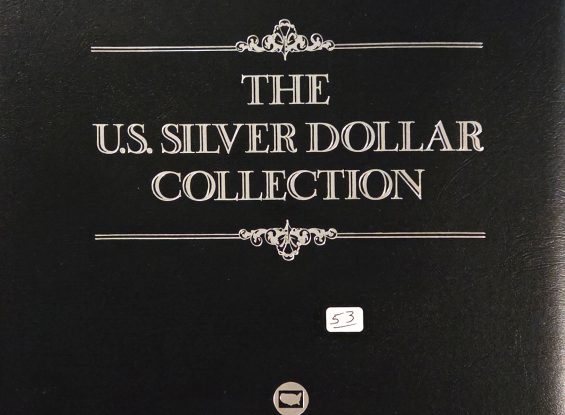 THE
U.S. SILVER DOLLAR
COLLECTION
53